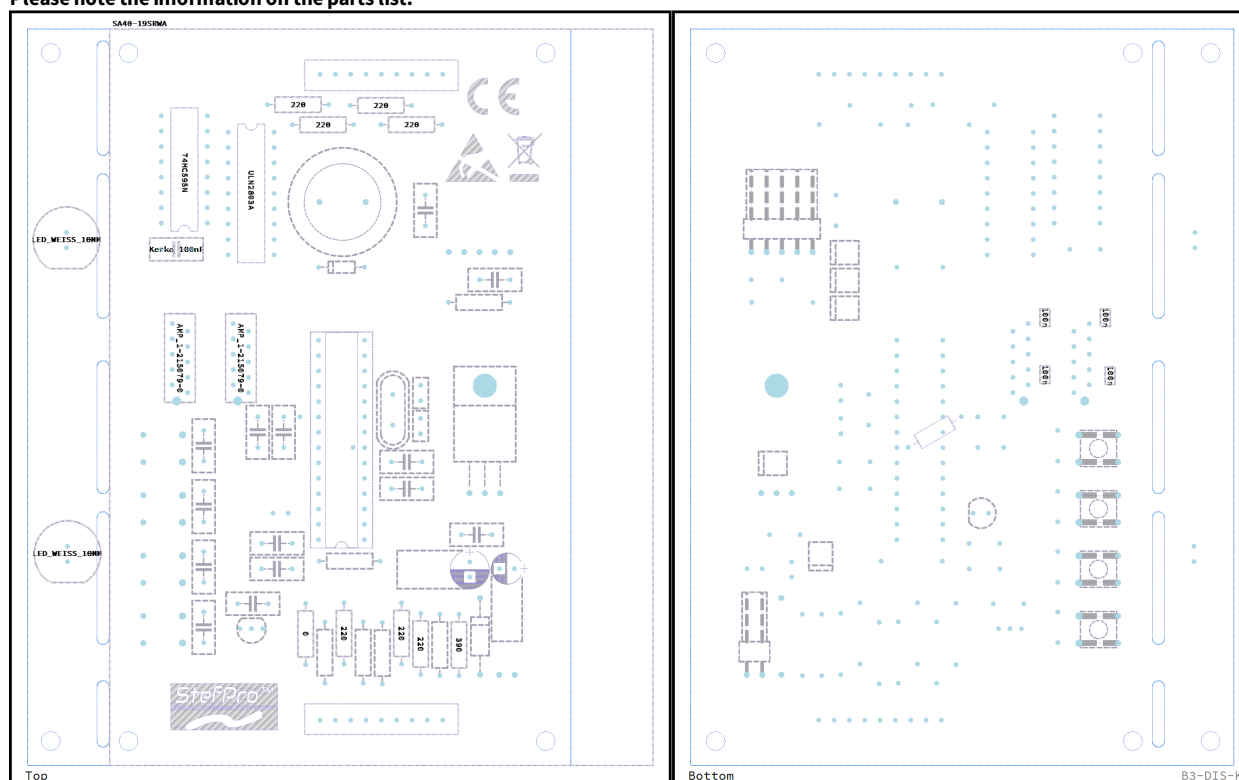 Please note the information on the parts list.
SA40-19SRWA
220
220
220
220
74HC595N
ULN2803A
LED_WEISS_10MM
Kerko 100nF
AMP_1-215079-0
AMP_1-215079-0
100n
100n
100n
100n
LED_WEISS_10MM
0
220
220
220
390
StefPro™
Top
Bottom
B3-DIS-